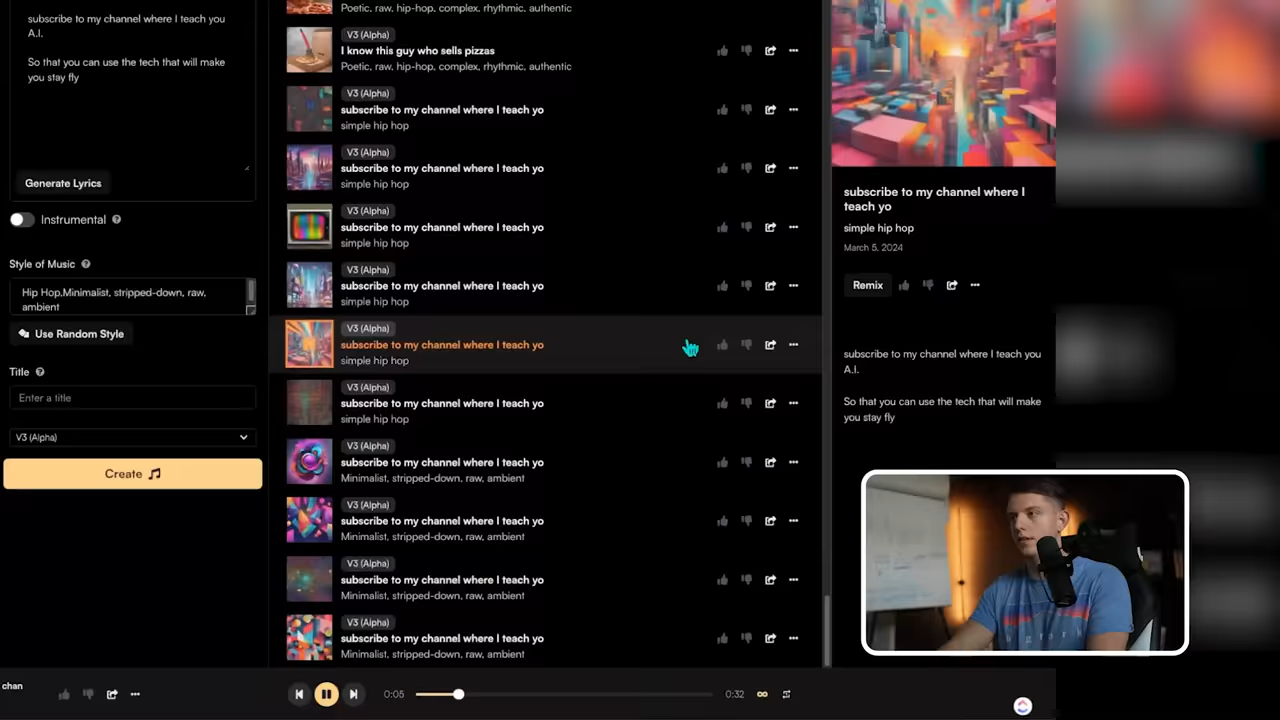 subscribe to my channel where I teach you
A.I.
So that you can use the tech that will make
you stay fly
Generate Lyrics
Instrumental
Style of Music
Hip Hop,Minimalist, stripped-down, raw,
ambient
Use Random Style
Title
Enter a title
V3 (Alpha)
Create
Poetic, raw, hip-hop, complex, rhythmic, authentic
V3 (Alpha)
I know this guy who sells pizzas
Poetic, raw, hip-hop, complex, rhythmic, authentic
V3 (Alpha)
subscribe to my channel where I teach yo
simple hip hop
V3 (Alpha)
subscribe to my channel where I teach yo
simple hip hop
V3 (Alpha)
subscribe to my channel where I teach yo
simple hip hop
V3 (Alpha)
subscribe to my channel where I teach yo
simple hip hop
V3 (Alpha)
subscribe to my channel where I teach yo
simple hip hop
V3 (Alpha)
subscribe to my channel where I teach yo
simple hip hop
V3 (Alpha)
subscribe to my channel where I teach yo
Minimalist, stripped-down, raw, ambient
V3 (Alpha)
subscribe to my channel where I teach yo
Minimalist, stripped-down, raw, ambient
V3 (Alpha)
subscribe to my channel where I teach yo
Minimalist, stripped-down, raw, ambient
V3 (Alpha)
subscribe to my channel where I teach yo
Minimalist, stripped-down, raw, ambient
subscribe to my channel where I
teach yo
simple hip hop
March 5, 2024
Remix
subscribe to my channel where I teach you
A.I.
So that you can use the tech that will make
you stay fly
chan
0:05
0:32